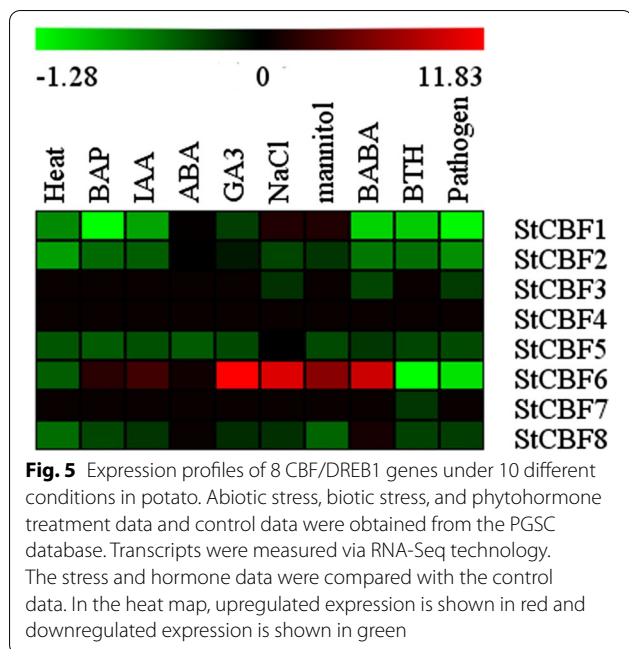 -1.28 0 11.83
Heat BAP IAA ABA GA3 NaCl mannitol BABA BTH Pathogen
StCBF1
StCBF2
StCBF3
StCBF4
StCBF5
StCBF6
StCBF7
StCBF8
Fig. 5 Expression profiles of 8 CBF/DREB1 genes under 10 different
conditions in potato. Abiotic stress, biotic stress, and phytohormone
treatment data and control data were obtained from the PGSC
database. Transcripts were measured via RNA-Seq technology.
The stress and hormone data were compared with the control
data. In the heat map, upregulated expression is shown in red and
downregulated expression is shown in green